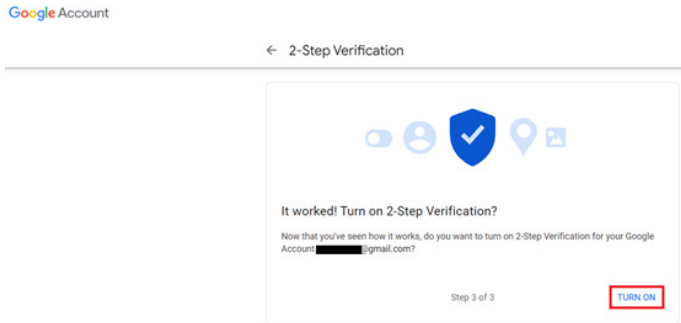 Google Account
← 2-Step Verification
It worked! Turn on 2-Step Verification?
Now that you've seen how it works, do you want to turn on 2-Step Verification for your Google
Account @gmail.com?
Step 3 of 3
TURN ON